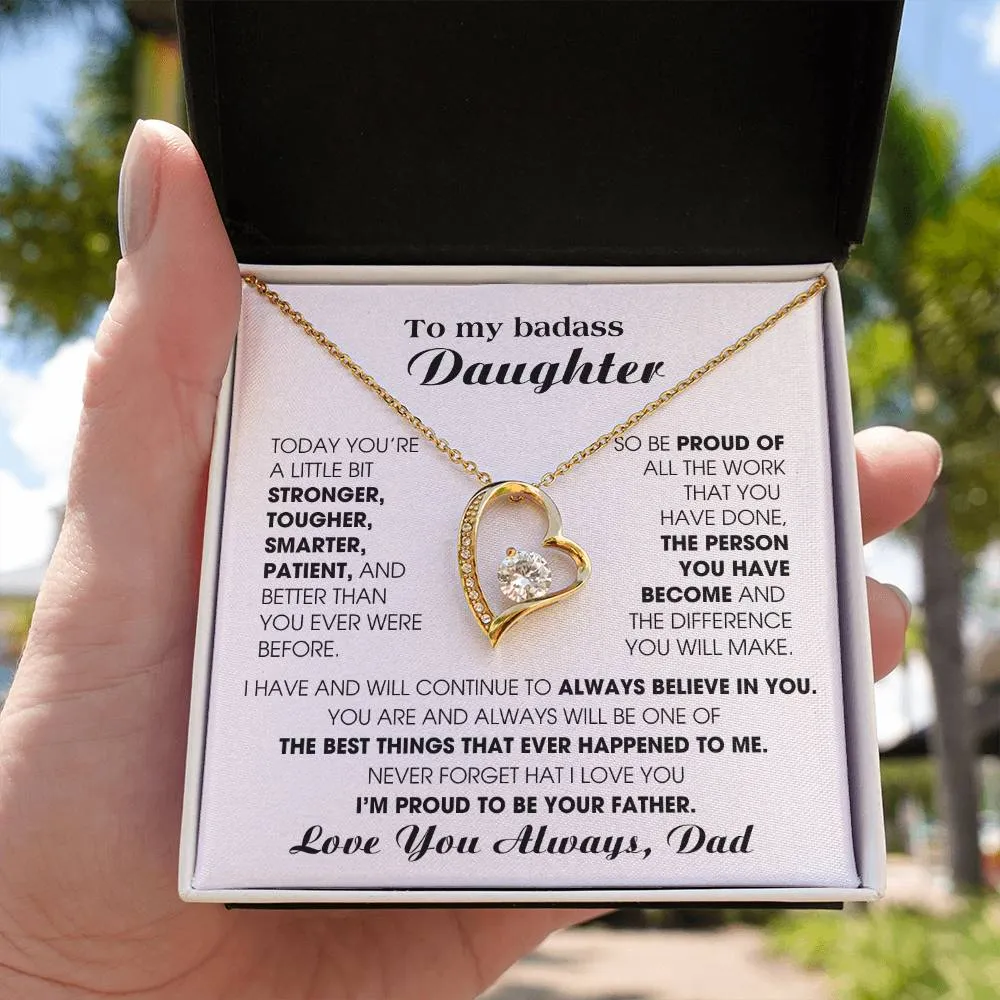 To my badass
Daughter
TODAY YOU'RE
A LITTLE BIT
STRONGER,
TOUGHER,
SMARTER,
PATIENT, AND
BETTER THAN
YOU EVER WERE
BEFORE.
SO BE PROUD OF
ALL THE WORK
THAT YOU
HAVE DONE,
THE PERSON
YOU HAVE
BECOME AND
THE DIFFERENCE
YOU WILL MAKE.
I HAVE AND WILL CONTINUE TO ALWAYS BELIEVE IN YOU.
YOU ARE AND ALWAYS WILL BE ONE OF
THE BEST THINGS THAT EVER HAPPENED TO ME.
NEVER FORGET HAT I LOVE YOU
I'M PROUD TO BE YOUR FATHER.
Love You Always, Dad